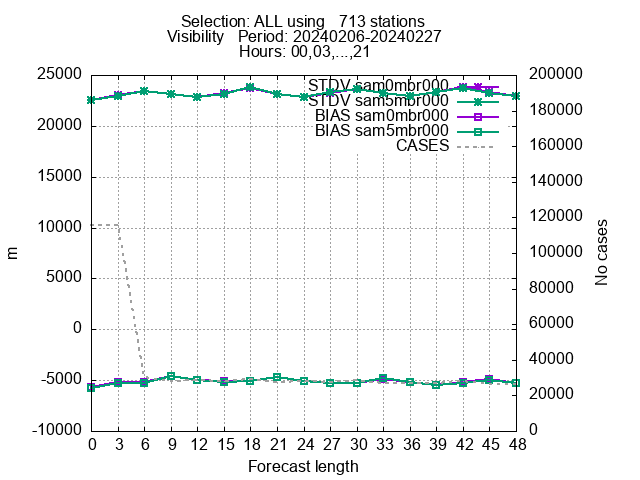 Selection: ALL using   713 stations
Visibility   Period: 20240206-20240227
Hours: 00,03,...,21
25000
20000
15000
10000
5000
0
-5000
-10000
m
STDV sam0mbr000
STDV sam5mbr000
BIAS sam0mbr000
BIAS sam5mbr000
CASES
200000
180000
160000
140000
120000
100000
80000
60000
40000
20000
0
No cases
0 3 6 9 12 15 18 21 24 27 30 33 36 39 42 45 48
Forecast length